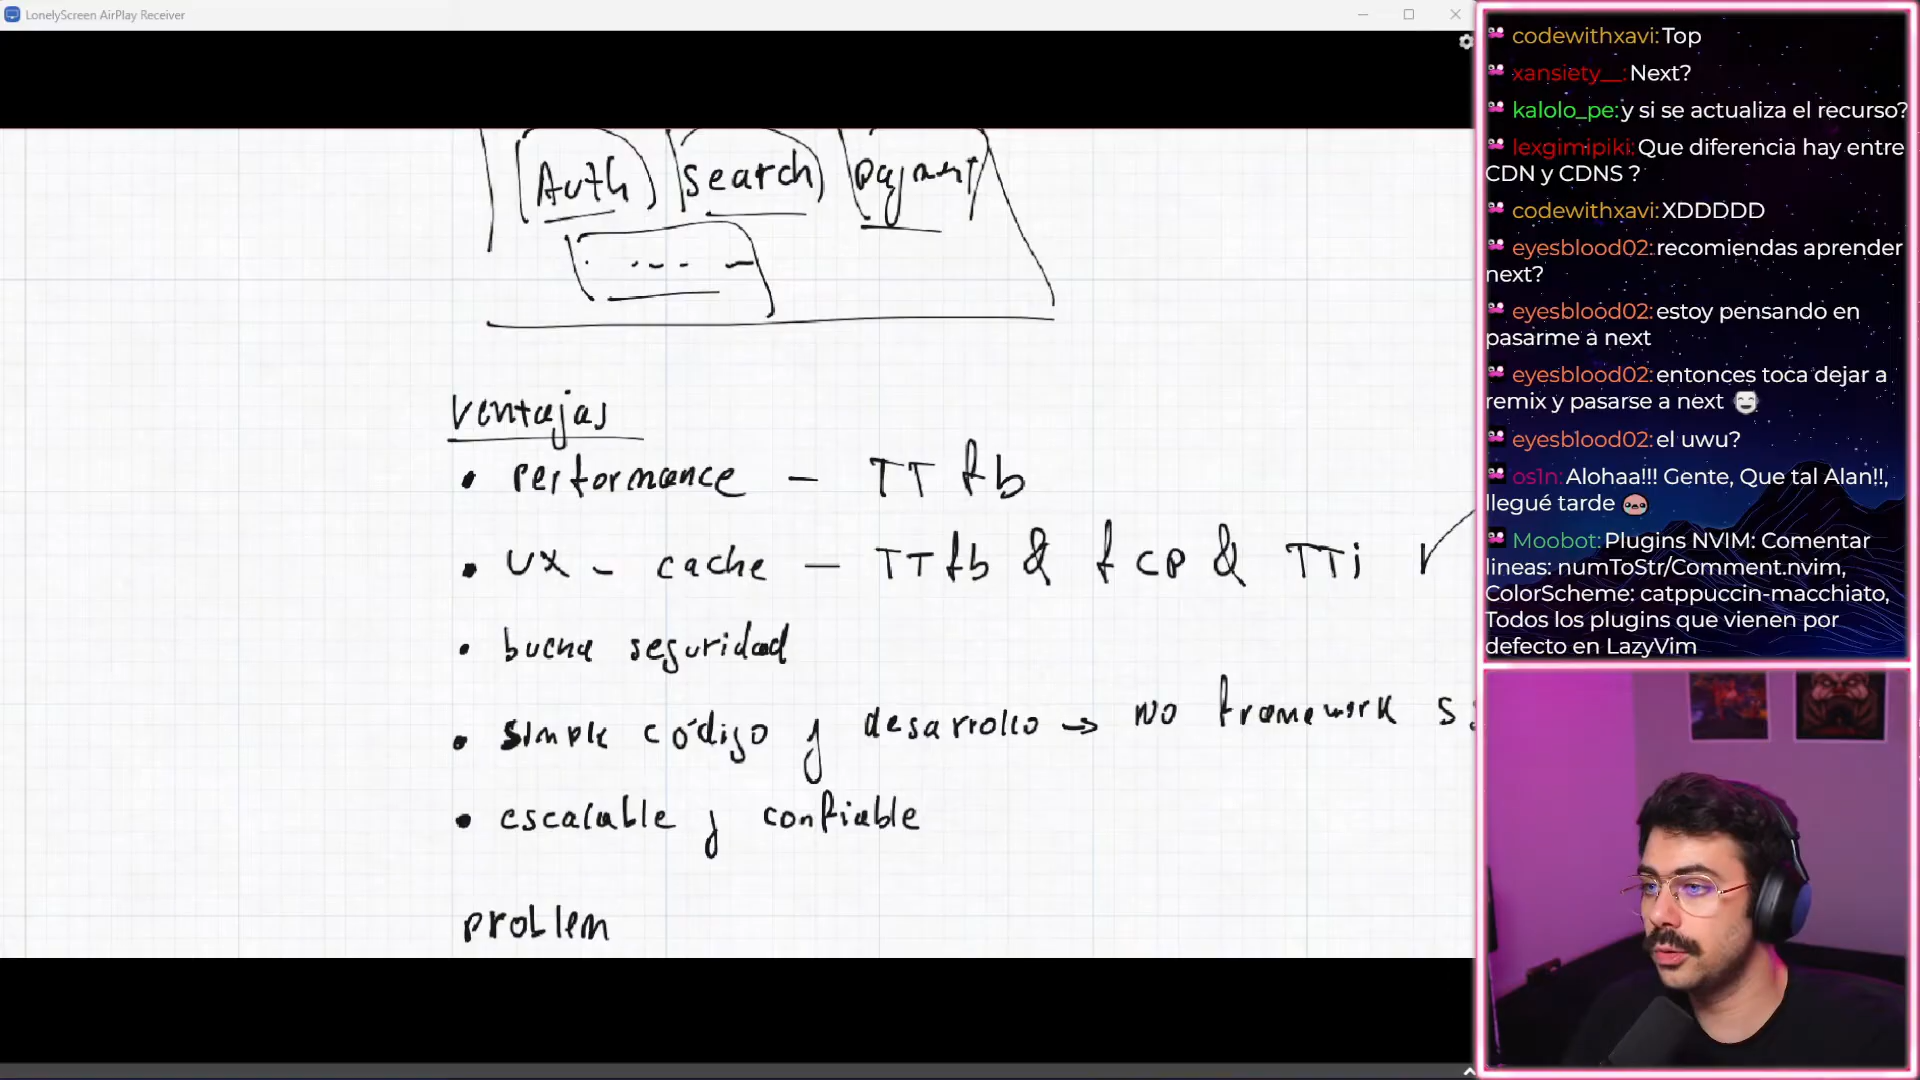 LonelyScreen AirPlay Receiver
Auth search payment
Ventajas
• performance - TTfb
• UX - cache - TTfb & fcp & TTi
• buena seguridad
• simple código y desarrollo → No framework
• escalable y confiable
problem
codewithxavi: Top
xansiety__: Next?
kalolo_pe: y si se actualiza el recurso?
lexgimipiki: Que diferencia hay entre
CDN y CDNS ?
codewithxavi: XDDDDD
eyesblood02: recomiendas aprender
next?
eyesblood02: estoy pensando en
pasarme a next
eyesblood02: entonces toca dejar a
remix y pasarse a next
eyesblood02: el uwu?
os1n: Alohaa!!! Gente, Que tal Alan!!,
llegué tarde
Moobot: Plugins NVIM: Comentar
lineas: numToStr/Comment.nvim,
ColorScheme: catppuccin-macchiato,
Todos los plugins que vienen por
defecto en LazyVim